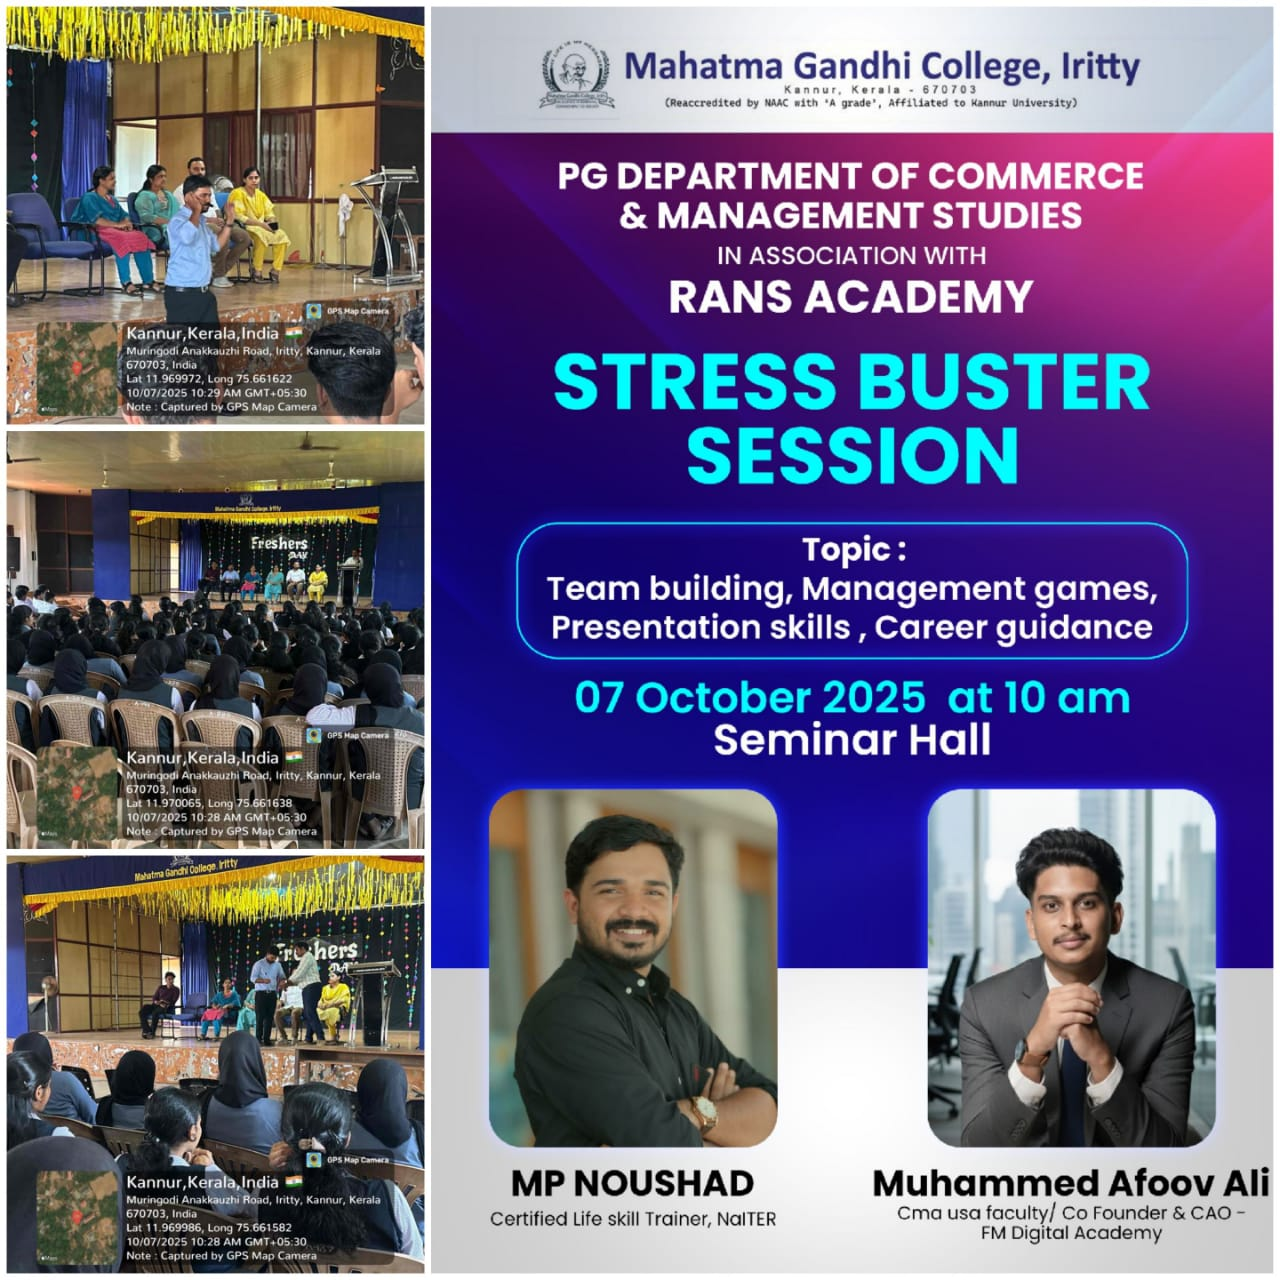 GPS Map Camera
Kannur,Kerala,India
Muringodi Anakkauzhi Road, Iritty, Kannur, Kerala
670703, India
Lat 11.969972, Long 75.661622
10/07/2025 10:29 AM GMT+05:30
Note : Captured by GPS Map Camera
Mahatma Gandhi College, Iritty
Freshers
DAY
GPS Map Camera
Kannur,Kerala,India
Muringodi Anakkauzhi Road, Iritty, Kannur, Kerala
670703, India
Lat 11.970065, Long 75.661638
10/07/2025 10:28 AM GMT+05:30
Note : Captured by GPS Map Camera
Mahatma Gandhi College, Iritty
Freshers
DAY
GPS Map Camera
Kannur,Kerala,India
Muringodi Anakkauzhi Road, Iritty, Kannur, Kerala
670703, India
Lat 11.969986, Long 75.661582
10/07/2025 10:28 AM GMT+05:30
Note : Captured by GPS Map Camera
Mahatma Gandhi College, Iritty
Kannur, Kerala - 670703
(Reaccredited by NAAC with 'A grade', Affiliated to Kannur University)
PG DEPARTMENT OF COMMERCE
& MANAGEMENT STUDIES
IN ASSOCIATION WITH
RANS ACADEMY
STRESS BUSTER
SESSION
Topic :
Team building, Management games,
Presentation skills , Career guidance
07 October 2025 at 10 am
Seminar Hall
MP NOUSHAD
Certified Life skill Trainer, NaITER
Muhammed Afoov Ali
Cma usa faculty/ Co Founder & CAO -
FM Digital Academy